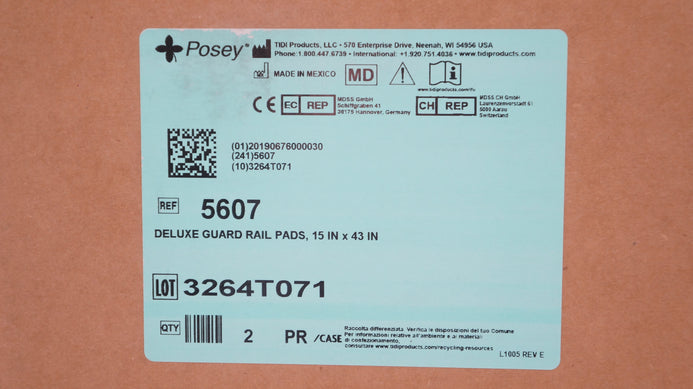 Posey®
TIDI Products, LLC • 570 Enterprise Drive, Neenah, WI 54956 USA
Phone: 1.800.447.6739 • International: +1.920.751.4036 • www.tidiproducts.com
MADE IN MEXICO
MD
www.tidiproducts.com/ifu
CE
EC REP
MDSS GmbH
Schiffgraben 41
30175 Hannover, Germany
CH REP
MDSS CH GmbH
Laurenzenvorstadt 61
5000 Aarau
Switzerland
(01)20190676000030
(241)5607
(10)3264T071
REF 5607
DELUXE GUARD RAIL PADS, 15 IN x 43 IN
LOT 3264T071
QTY 2 PR /CASE
Raccolta differenziata. Verifica le disposizioni del tuo Comune
Per informazioni relative all'ambiente e ai materiali
di confezionamento,
consultare www.tidiproducts.com/recycling-resources
L1005 REV E